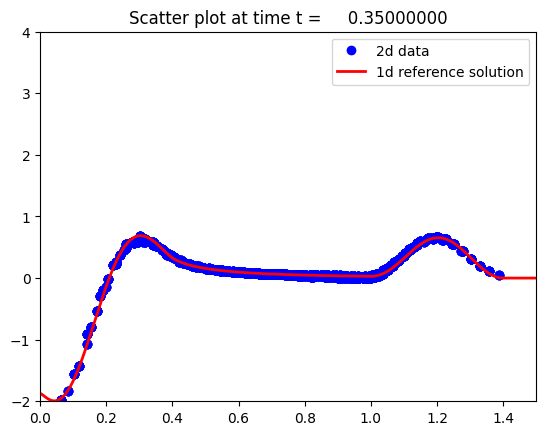 Scatter plot at time t = 0.35000000
2d data
1d reference solution
4
3
2
1
0
−1
−2
0.0 0.2 0.4 0.6 0.8 1.0 1.2 1.4